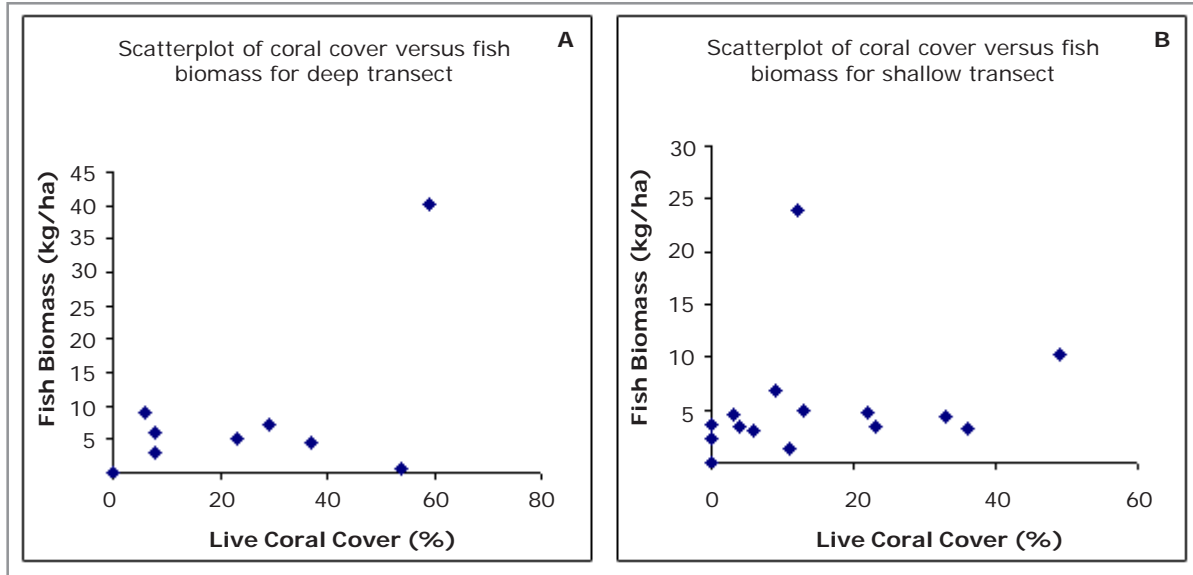 A
Scatterplot of coral cover versus fish
biomass for deep transect
Fish Biomass (kg/ha)
45
40
35
30
25
20
15
10
5
0
20
40
60
80
Live Coral Cover (%)
B
Scatterplot of coral cover versus fish
biomass for shallow transect
Fish Biomass (kg/ha)
30
25
20
15
10
5
0
20
40
60
Live Coral Cover (%)